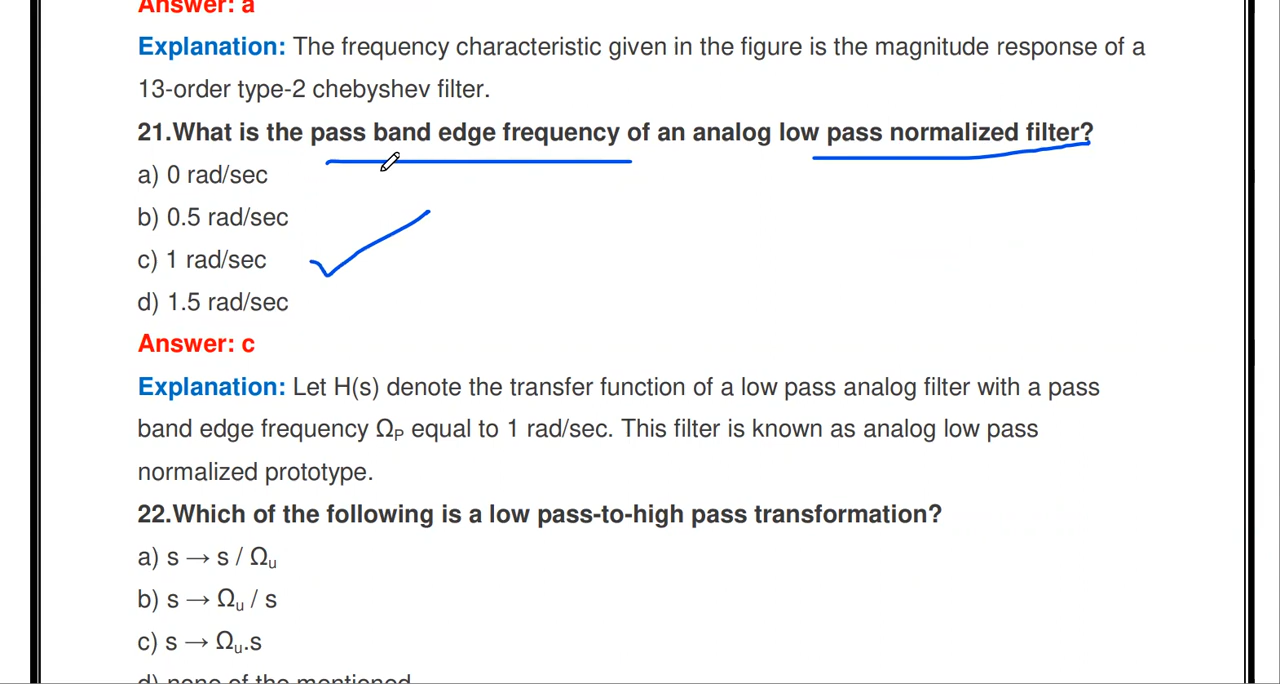 Answer: a
Explanation: The frequency characteristic given in the figure is the magnitude response of a
13-order type-2 chebyshev filter.
21.What is the pass band edge frequency of an analog low pass normalized filter?
a) 0 rad/sec
b) 0.5 rad/sec
c) 1 rad/sec
d) 1.5 rad/sec
Answer: c
Explanation: Let H(s) denote the transfer function of a low pass analog filter with a pass
band edge frequency Ωₚ equal to 1 rad/sec. This filter is known as analog low pass
normalized prototype.
22.Which of the following is a low pass-to-high pass transformation?
a) s → s / Ωᵤ
b) s → Ωᵤ / s
c) s → Ωᵤ.s
d) none of the mentioned